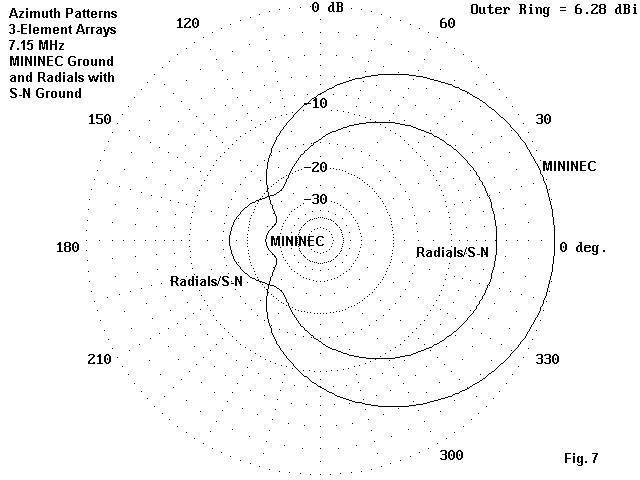 Azimuth Patterns
3-Element Arrays
7.15 MHz
MININEC Ground
and Radials with
S-N Ground
0 dB
Outer Ring = 6.28 dBi
120
60
-10
150
30
-20
MININEC
-30
180
MININEC
Radials/S-N
0 deg.
Radials/S-N
210
330
300
Fig. 7